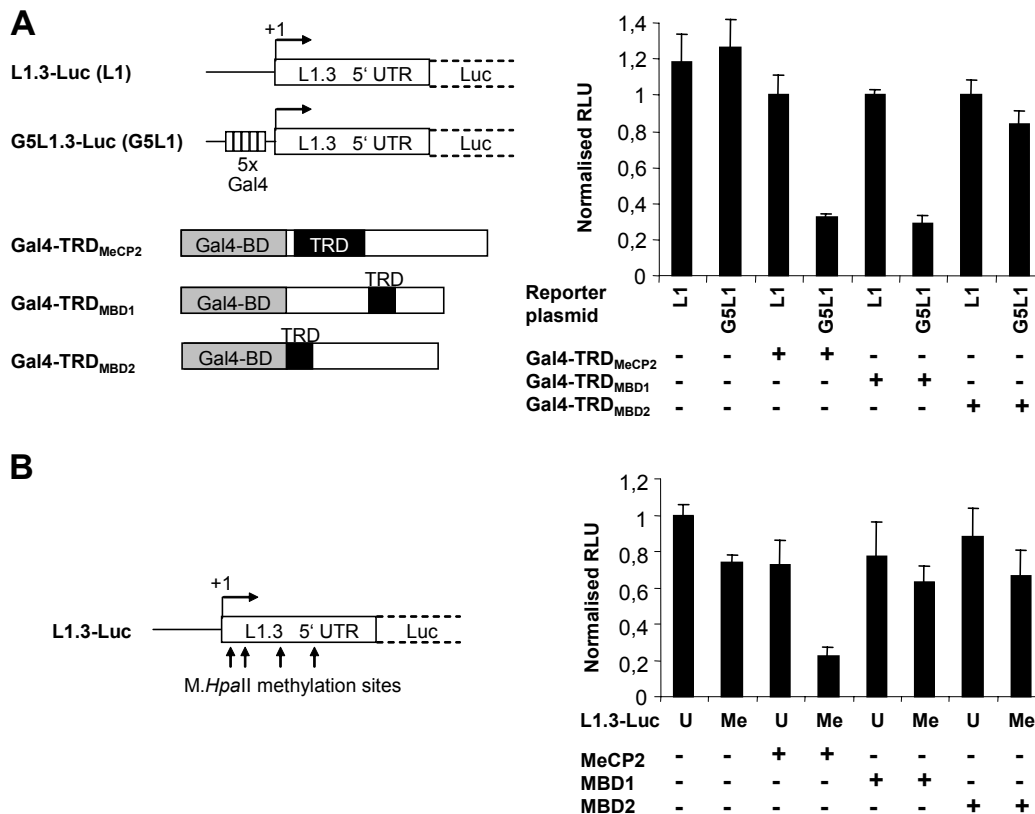 A
+1
L1.3-Luc (L1)
L1.3 5‘ UTR
Luc
G5L1.3-Luc (G5L1)
L1.3 5‘ UTR
Luc
5x
Gal4
Gal4-TRDMeCP2
Gal4-BD
TRD
Gal4-TRDMBD1
Gal4-BD
TRD
Gal4-TRDMBD2
Gal4-BD
TRD
Normalised RLU
1,4
1,2
1
0,8
0,6
0,4
0,2
0
Reporter
plasmid
L1 G5L1 L1 G5L1 L1 G5L1 L1 G5L1
Gal4-TRDMeCP2 - - + + - - - -
Gal4-TRDMBD1 - - - - + + - -
Gal4-TRDMBD2 - - - - - - + +
B
+1
L1.3-Luc
L1.3 5‘ UTR
Luc
M.HpaII methylation sites
Normalised RLU
1,2
1
0,8
0,6
0,4
0,2
0
L1.3-Luc U Me U Me U Me U Me
MeCP2 - - + + - - - -
MBD1 - - - - + + - -
MBD2 - - - - - - + +